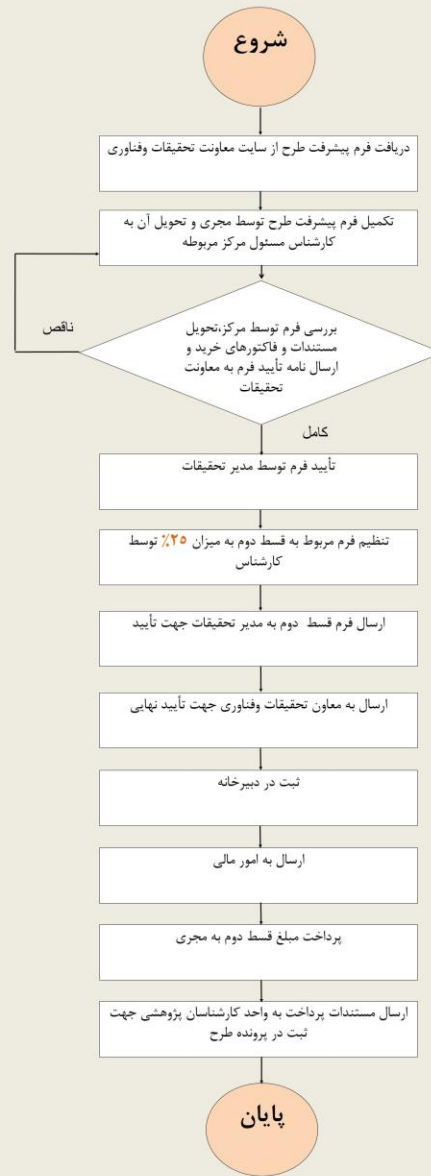 شروع
دریافت فرم پیشرفت طرح از سایت معاونت تحقیقات وفناوری
تکمیل فرم پیشرفت طرح توسط مجری و تحویل آن به
کارشناس مسئول مرکز مربوطه
ناقص
بررسی فرم توسط مرکز،تحویل
مستندات و فاکتورهای خرید و
ارسال نامه تأیید فرم به معاونت
تحقیقات
کامل
تأیید فرم توسط مدیر تحقیقات
تنظیم فرم مربوط به قسط دوم به میزان ۲۵٪ توسط
کارشناس
ارسال فرم قسط دوم به مدیر تحقیقات جهت تأیید
ارسال به معاون تحقیقات وفناوری جهت تأیید نهایی
ثبت در دبیرخانه
ارسال به امور مالی
پرداخت مبلغ قسط دوم به مجری
ارسال مستندات پرداخت به واحد کارشناسان پژوهشی جهت
ثبت در پرونده طرح
پایان